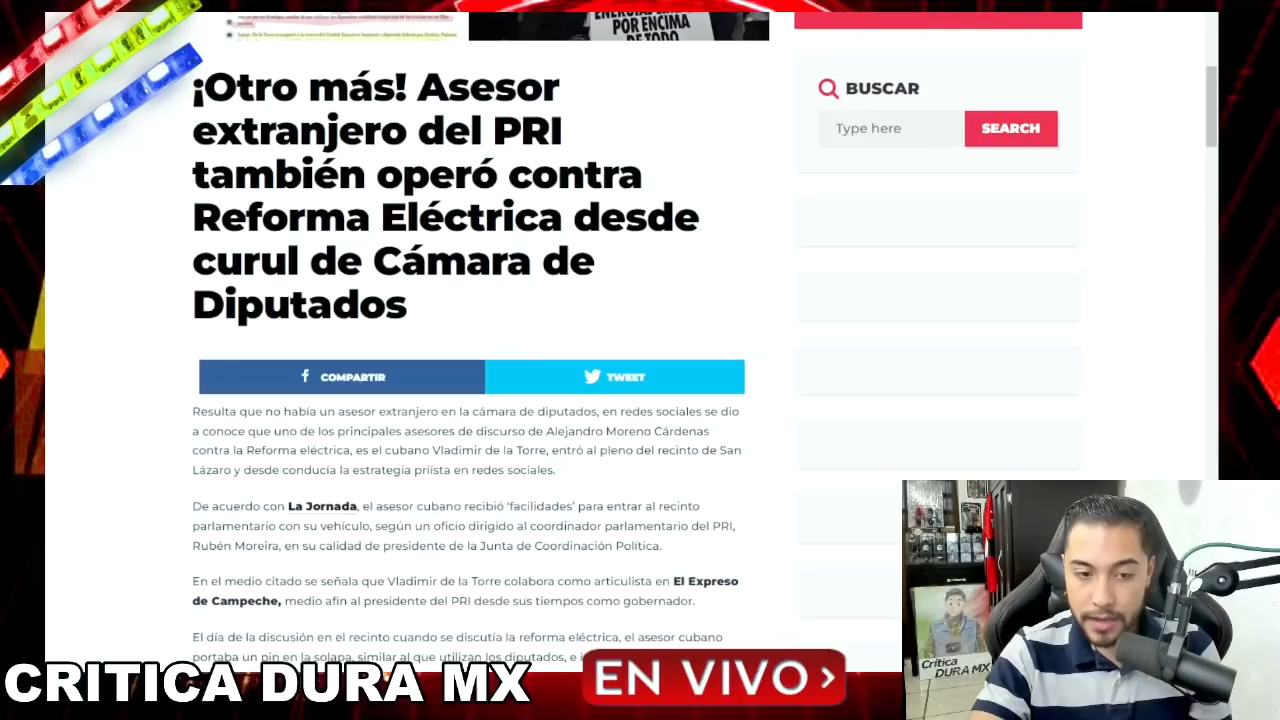 ENERGÍAS
POR ENCIMA
DE TODO
¡Otro más! Asesor
extranjero del PRI
también operó contra
Reforma Eléctrica desde
curul de Cámara de
Diputados
COMPARTIR
TWEET
Resulta que no había un asesor extranjero en la cámara de diputados, en redes sociales se dio
a conoce que uno de los principales asesores de discurso de Alejandro Moreno Cárdenas
contra la Reforma eléctrica, es el cubano Vladimir de la Torre, entró al pleno del recinto de San
Lázaro y desde conducía la estrategia priísta en redes sociales.
De acuerdo con La Jornada, el asesor cubano recibió ‘facilidades’ para entrar al recinto
parlamentario con su vehículo, según un oficio dirigido al coordinador parlamentario del PRI,
Rubén Moreira, en su calidad de presidente de la Junta de Coordinación Política.
En el medio citado se señala que Vladimir de la Torre colabora como articulista en El Expreso
de Campeche, medio afín al presidente del PRI desde sus tiempos como gobernador.
El día de la discusión en el recinto cuando se discutía la reforma eléctrica, el asesor cubano
portaba un pin en la solapa, similar al que utilizan los diputados, e
BUSCAR
Type here
SEARCH
Crítica
DURA MX
CRITICA DURA MX
EN VIVO